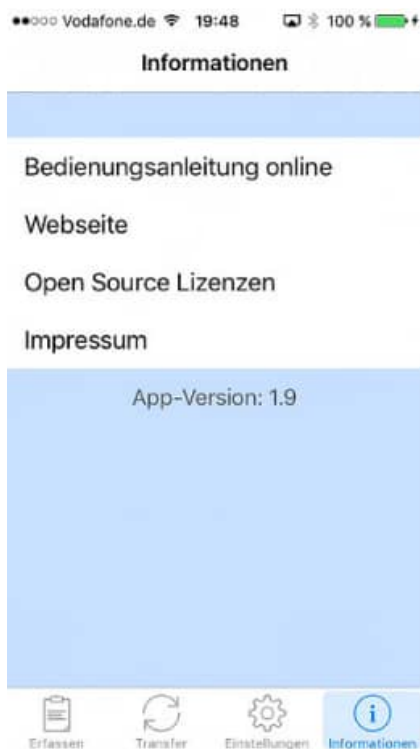 Vodafone.de 19:48 100 %
Informationen
Bedienungsanleitung online
Webseite
Open Source Lizenzen
Impressum
App-Version: 1.9
Erfassen Transfer Einstellungen Informationen